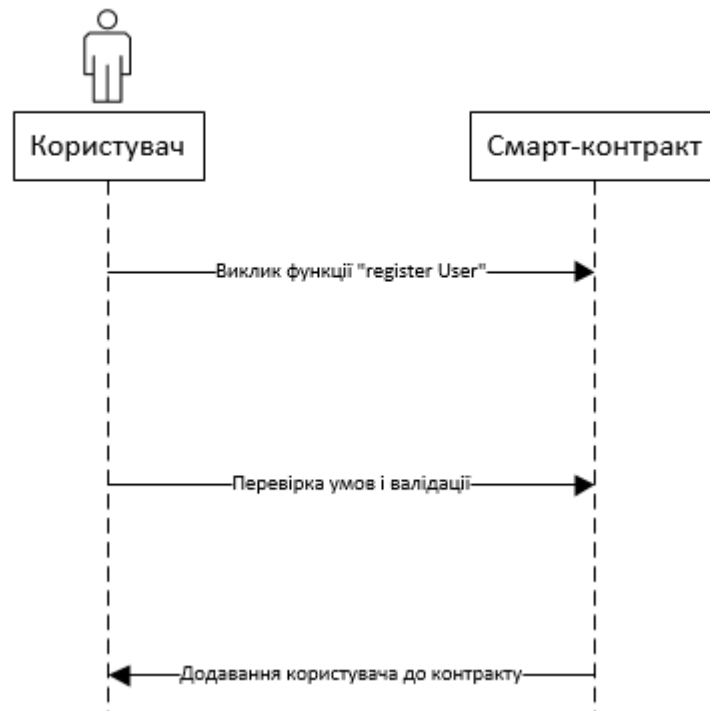 Користувач
Смарт-контракт
Виклик функції "register User"
Перевірка умов і валідації
Додавання користувача до контракту